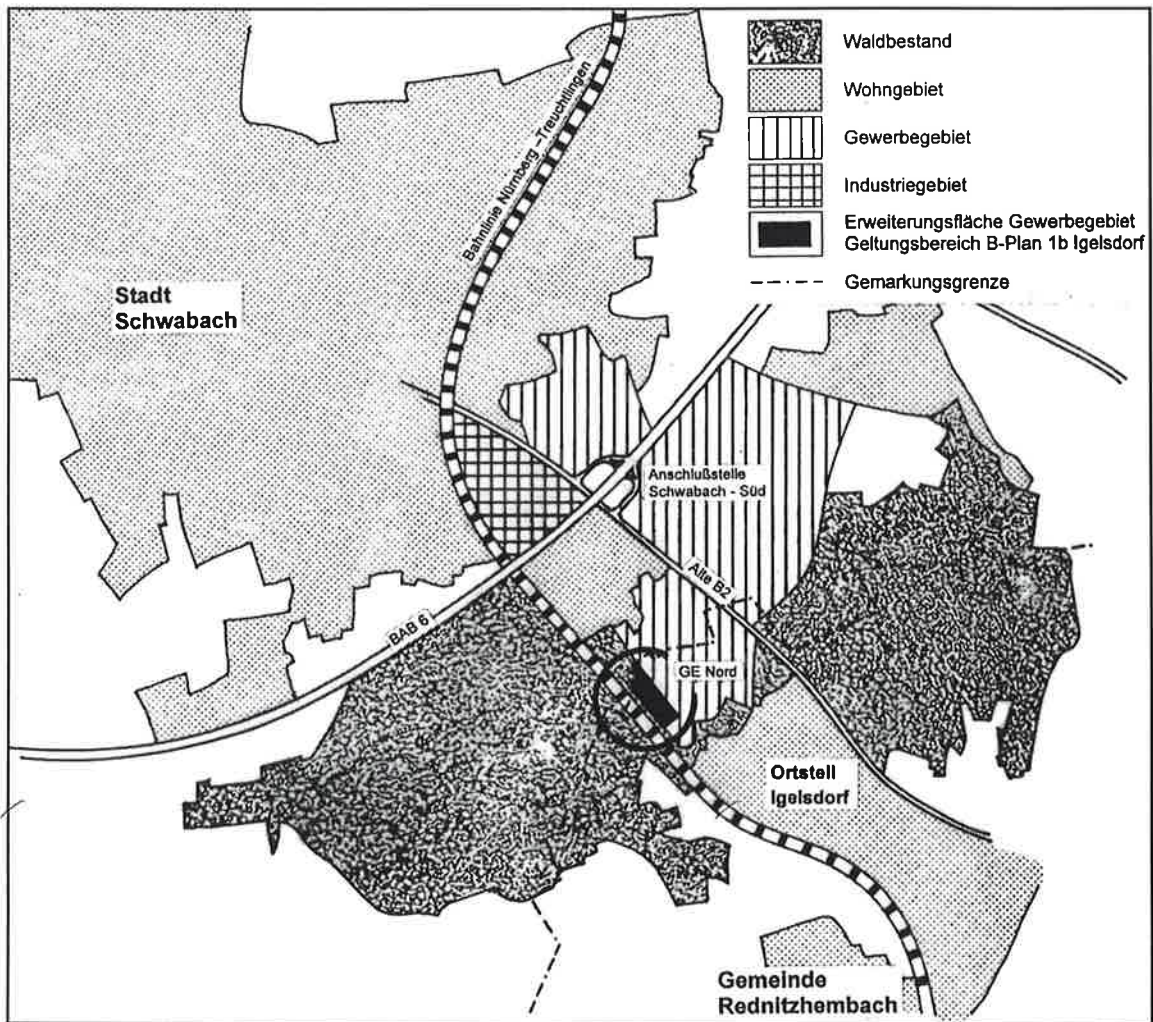 Waldbestand
Wohngebiet
Gewerbegebiet
Industriegebiet
Erweiterungsfläche Gewerbegebiet
Geltungsbereich B-Plan 1b Igelsdorf
Gemarkungsgrenze
Bahnlinie Nürnberg -Treuchtlingen
Stadt
Schwabach
Anschlußstelle
Schwabach - Süd
Alte B2
BAB 6
GE Nord
Ortsteil
Igelsdorf
Gemeinde
Rednitzhembach